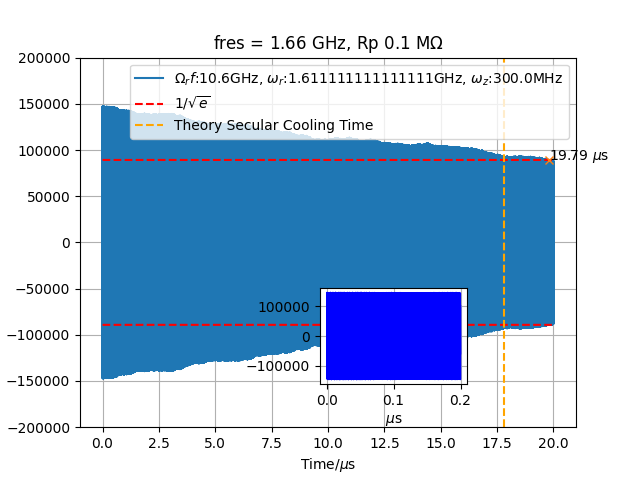 fres = 1.66 GHz, Rp 0.1 MΩ
200000
150000
100000
50000
0
−50000
−100000
−150000
−200000
Ω_rf:10.6GHz, ω_r:1.611111111111111GHz, ω_z:300.0MHz
1/√e
Theory Secular Cooling Time
19.79 μs
100000
0
−100000
0.0 0.1 0.2
μs
0.0 2.5 5.0 7.5 10.0 12.5 15.0 17.5 20.0
Time/μs